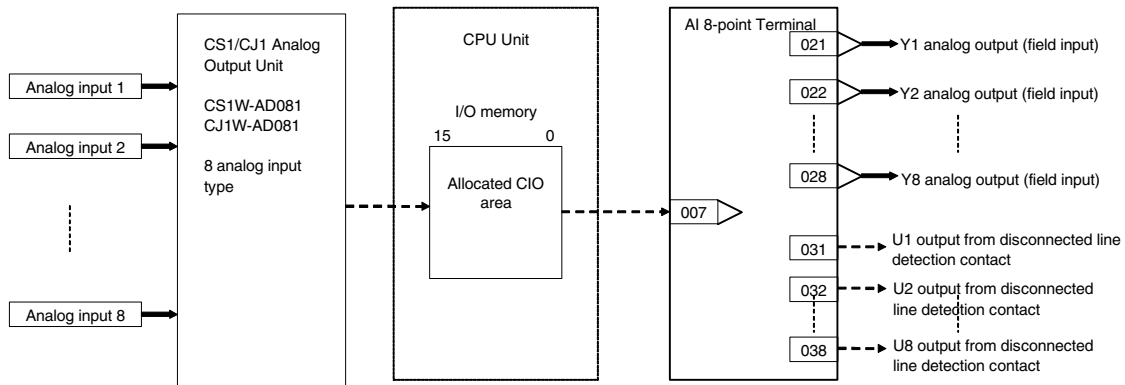 Analog input 1
Analog input 2
Analog input 8
CS1/CJ1 Analog
Output Unit
CS1W-AD081
CJ1W-AD081
8 analog input
type
CPU Unit
I/O memory
15 0
Allocated CIO
area
AI 8-point Terminal
007
021
Y1 analog output (field input)
022
Y2 analog output (field input)
028
Y8 analog output (field input)
031
U1 output from disconnected line
detection contact
032
U2 output from disconnected
line detection contact
038
U8 output from disconnected
line detection contact